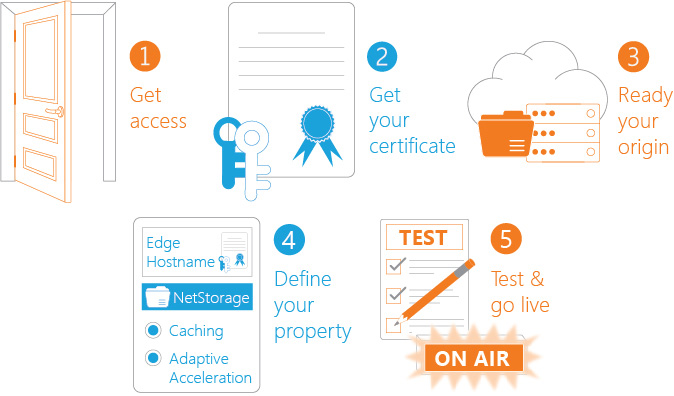 1
Get
access
2
Get
your
certificate
3
Ready
your
origin
Edge
Hostname
NetStorage
Caching
Adaptive
Acceleration
4
Define
your
property
TEST
5
Test &
go live
ON AIR